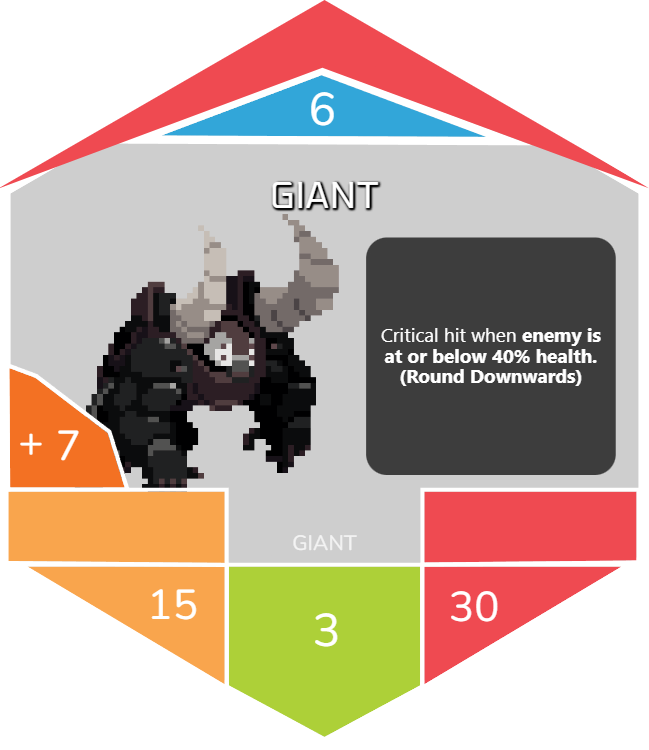 6
GIANT
Critical hit when enemy is
at or below 40% health.
(Round Downwards)
+ 7
GIANT
15
3
30